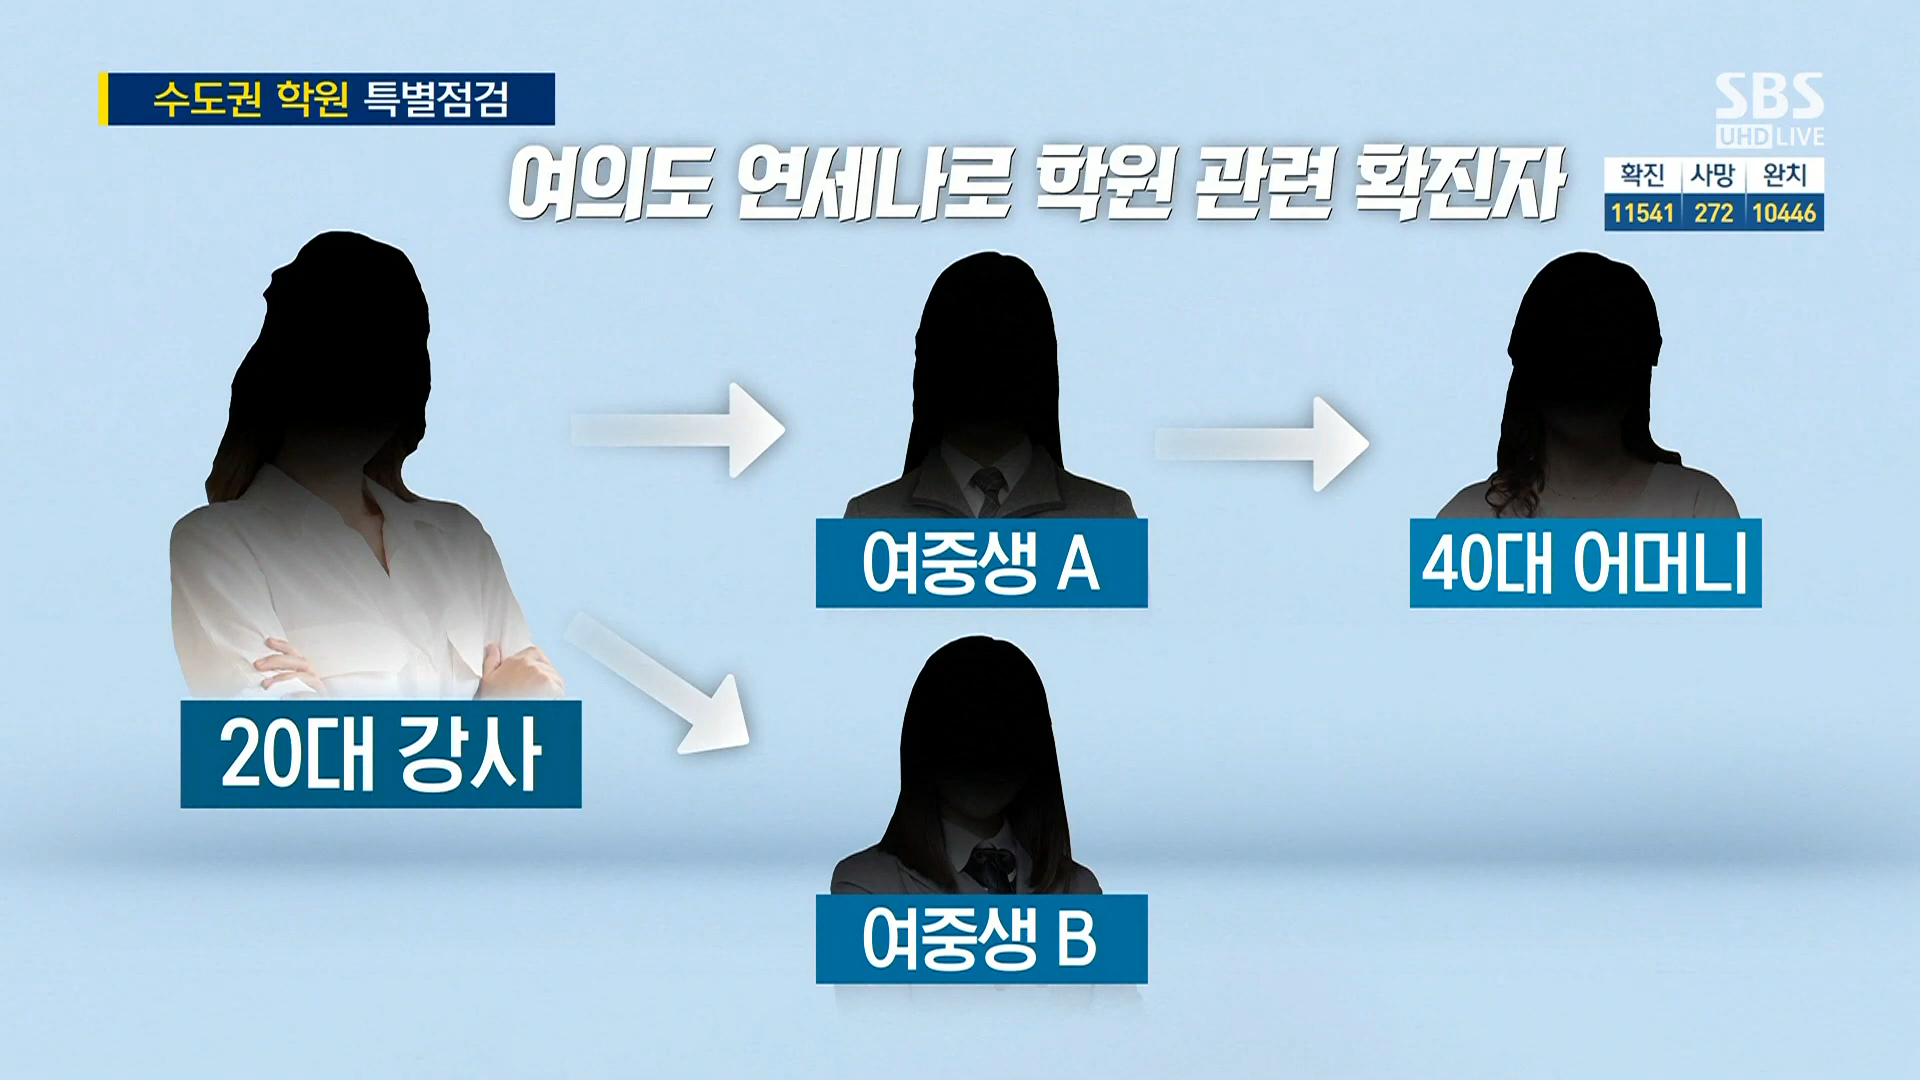 수도권 학원 특별점검
SBS
UHD LIVE
여의도 연세나로 학원 관련 확진자
확진 사망 완치
11541 272 10446
여중생 A
40대 어머니
20대 강사
여중생 B